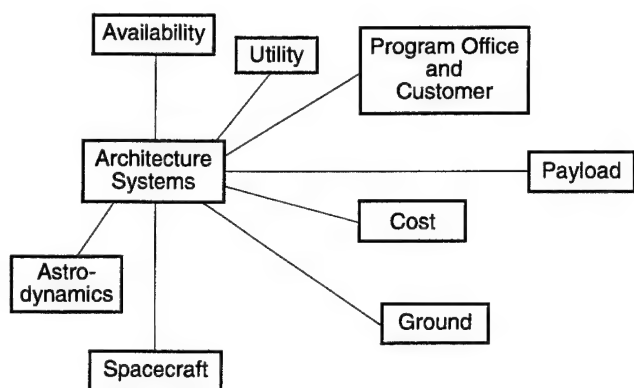 Availability
Utility
Program Office
and
Customer
Architecture
Systems
Payload
Cost
Astro-
dynamics
Ground
Spacecraft